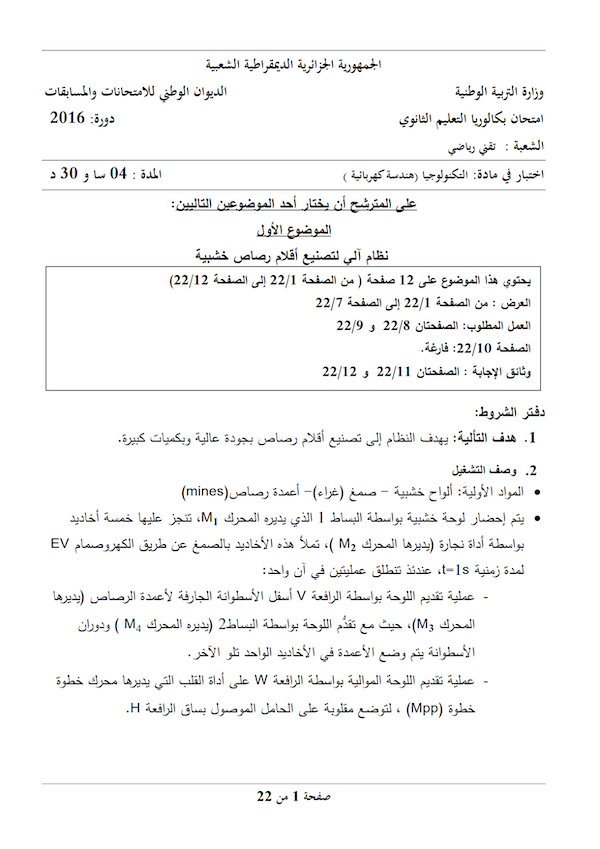 الجمهورية الجزائرية الديمقراطية الشعبية
وزارة التربية الوطنية الديوان الوطني للامتحانات والمسابقات
امتحان بكالوريا التعليم الثانوي دورة: 2016
الشعبة : تقني رياضي
اختبار في مادة: التكنولوجيا (هندسة كهربائية ) المدة : 04 سا و 30 د
على المترشح أن يختار أحد الموضوعين التاليين:
الموضوع الأول
نظام آلي لتصنيع أقلام رصاص خشبية
يحتوي هذا الموضوع على 12 صفحة ( من الصفحة 22/1 إلى الصفحة 22/12)
العرض : من الصفحة 22/1 إلى الصفحة 22/7
العمل المطلوب: الصفحتان 22/8 و 22/9
الصفحة 22/10: فارغة.
وثائق الإجابة : الصفحتان 22/11 و 22/12
دفتر الشروط:
1. هدف التألية: يهدف النظام إلى تصنيع أقلام رصاص بجودة عالية وبكميات كبيرة.
2. وصف التشغيل
• المواد الأولية: ألواح خشبية - صمغ (غراء)- أعمدة رصاص(mines)
• يتم إحضار لوحة خشبية بواسطة البساط 1 الذي يديره المحرك M1، تنجز عليها خمسة أخاديد
بواسطة أداة نجارة (يديرها المحرك M2 )، تملأ هذه الأخاديد بالصمغ عن طريق الكهروصمام EV
لمدة زمنية t=1s، عندئذ تنطلق عمليتين في آن واحد:
- عملية تقديم اللوحة بواسطة الرافعة V أسفل الأسطوانة الجارفة لأعمدة الرصاص (يديرها
المحرك M3)، حيث مع تقدُّم اللوحة بواسطة البساط2 (يديره المحرك M4 ) ودوران
الأسطوانة يتم وضع الأعمدة في الأخاديد الواحد تلو الآخر.
- عملية تقديم اللوحة الموالية بواسطة الرافعة W على أداة القلب التي يديرها محرك خطوة
خطوة (Mpp) ، لتوضع مقلوبة على الحامل الموصول بساق الرافعة H.
صفحة 1 من 22